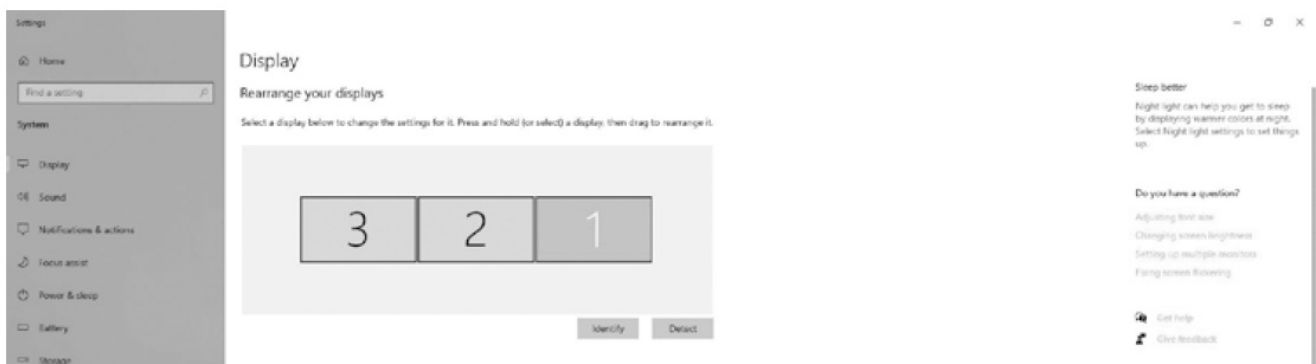 Settings
Home
Find a setting
System
Display
Sound
Notifications & actions
Focus assist
Power & sleep
Battery
Storage
Display
Rearrange your displays
Select a display below to change the settings for it. Press and hold (or select) a display, then drag to rearrange it.
3 2 1
Identify Detect
Sleep better
Night light can help you get to sleep
by displaying warmer colors at night.
Select Night light settings to set things
up.
Do you have a question?
Adjusting font size
Changing screen brightness
Setting up multiple monitors
Fixing screen flickering
Get help
Give feedback